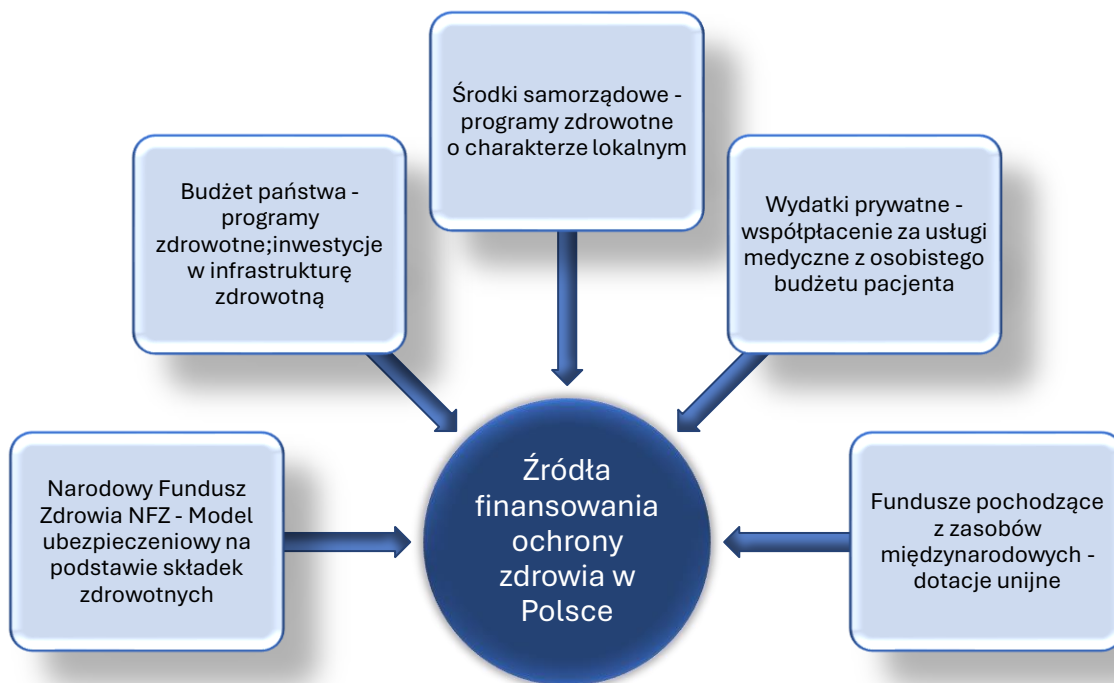 Środki samorządowe -
programy zdrowotne
o charakterze lokalnym
Budżet państwa -
programy
zdrowotne;inwestycje
w infrastrukturę
zdrowotną
Wydatki prywatne -
współpłacenie za usługi
medyczne z osobistego
budżetu pacjenta
Narodowy Fundusz
Zdrowia NFZ - Model
ubezpieczeniowy na
podstawie składek
zdrowotnych
Źródła
finansowania
ochrony
zdrowia w
Polsce
Fundusze pochodzące
z zasobów
międzynarodowych -
dotacje unijne